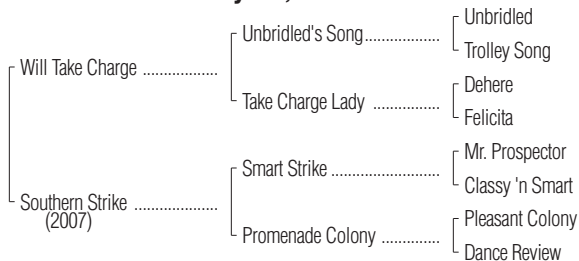 Unbridled
Unbridled's Song.................
Trolley Song
Will Take Charge ..................
Dehere
Take Charge Lady ................
Felicita
Mr. Prospector
Smart Strike ..........................
Classy 'n Smart
Southern Strike ....................
(2007)
Pleasant Colony
Promenade Colony ..............
Dance Review